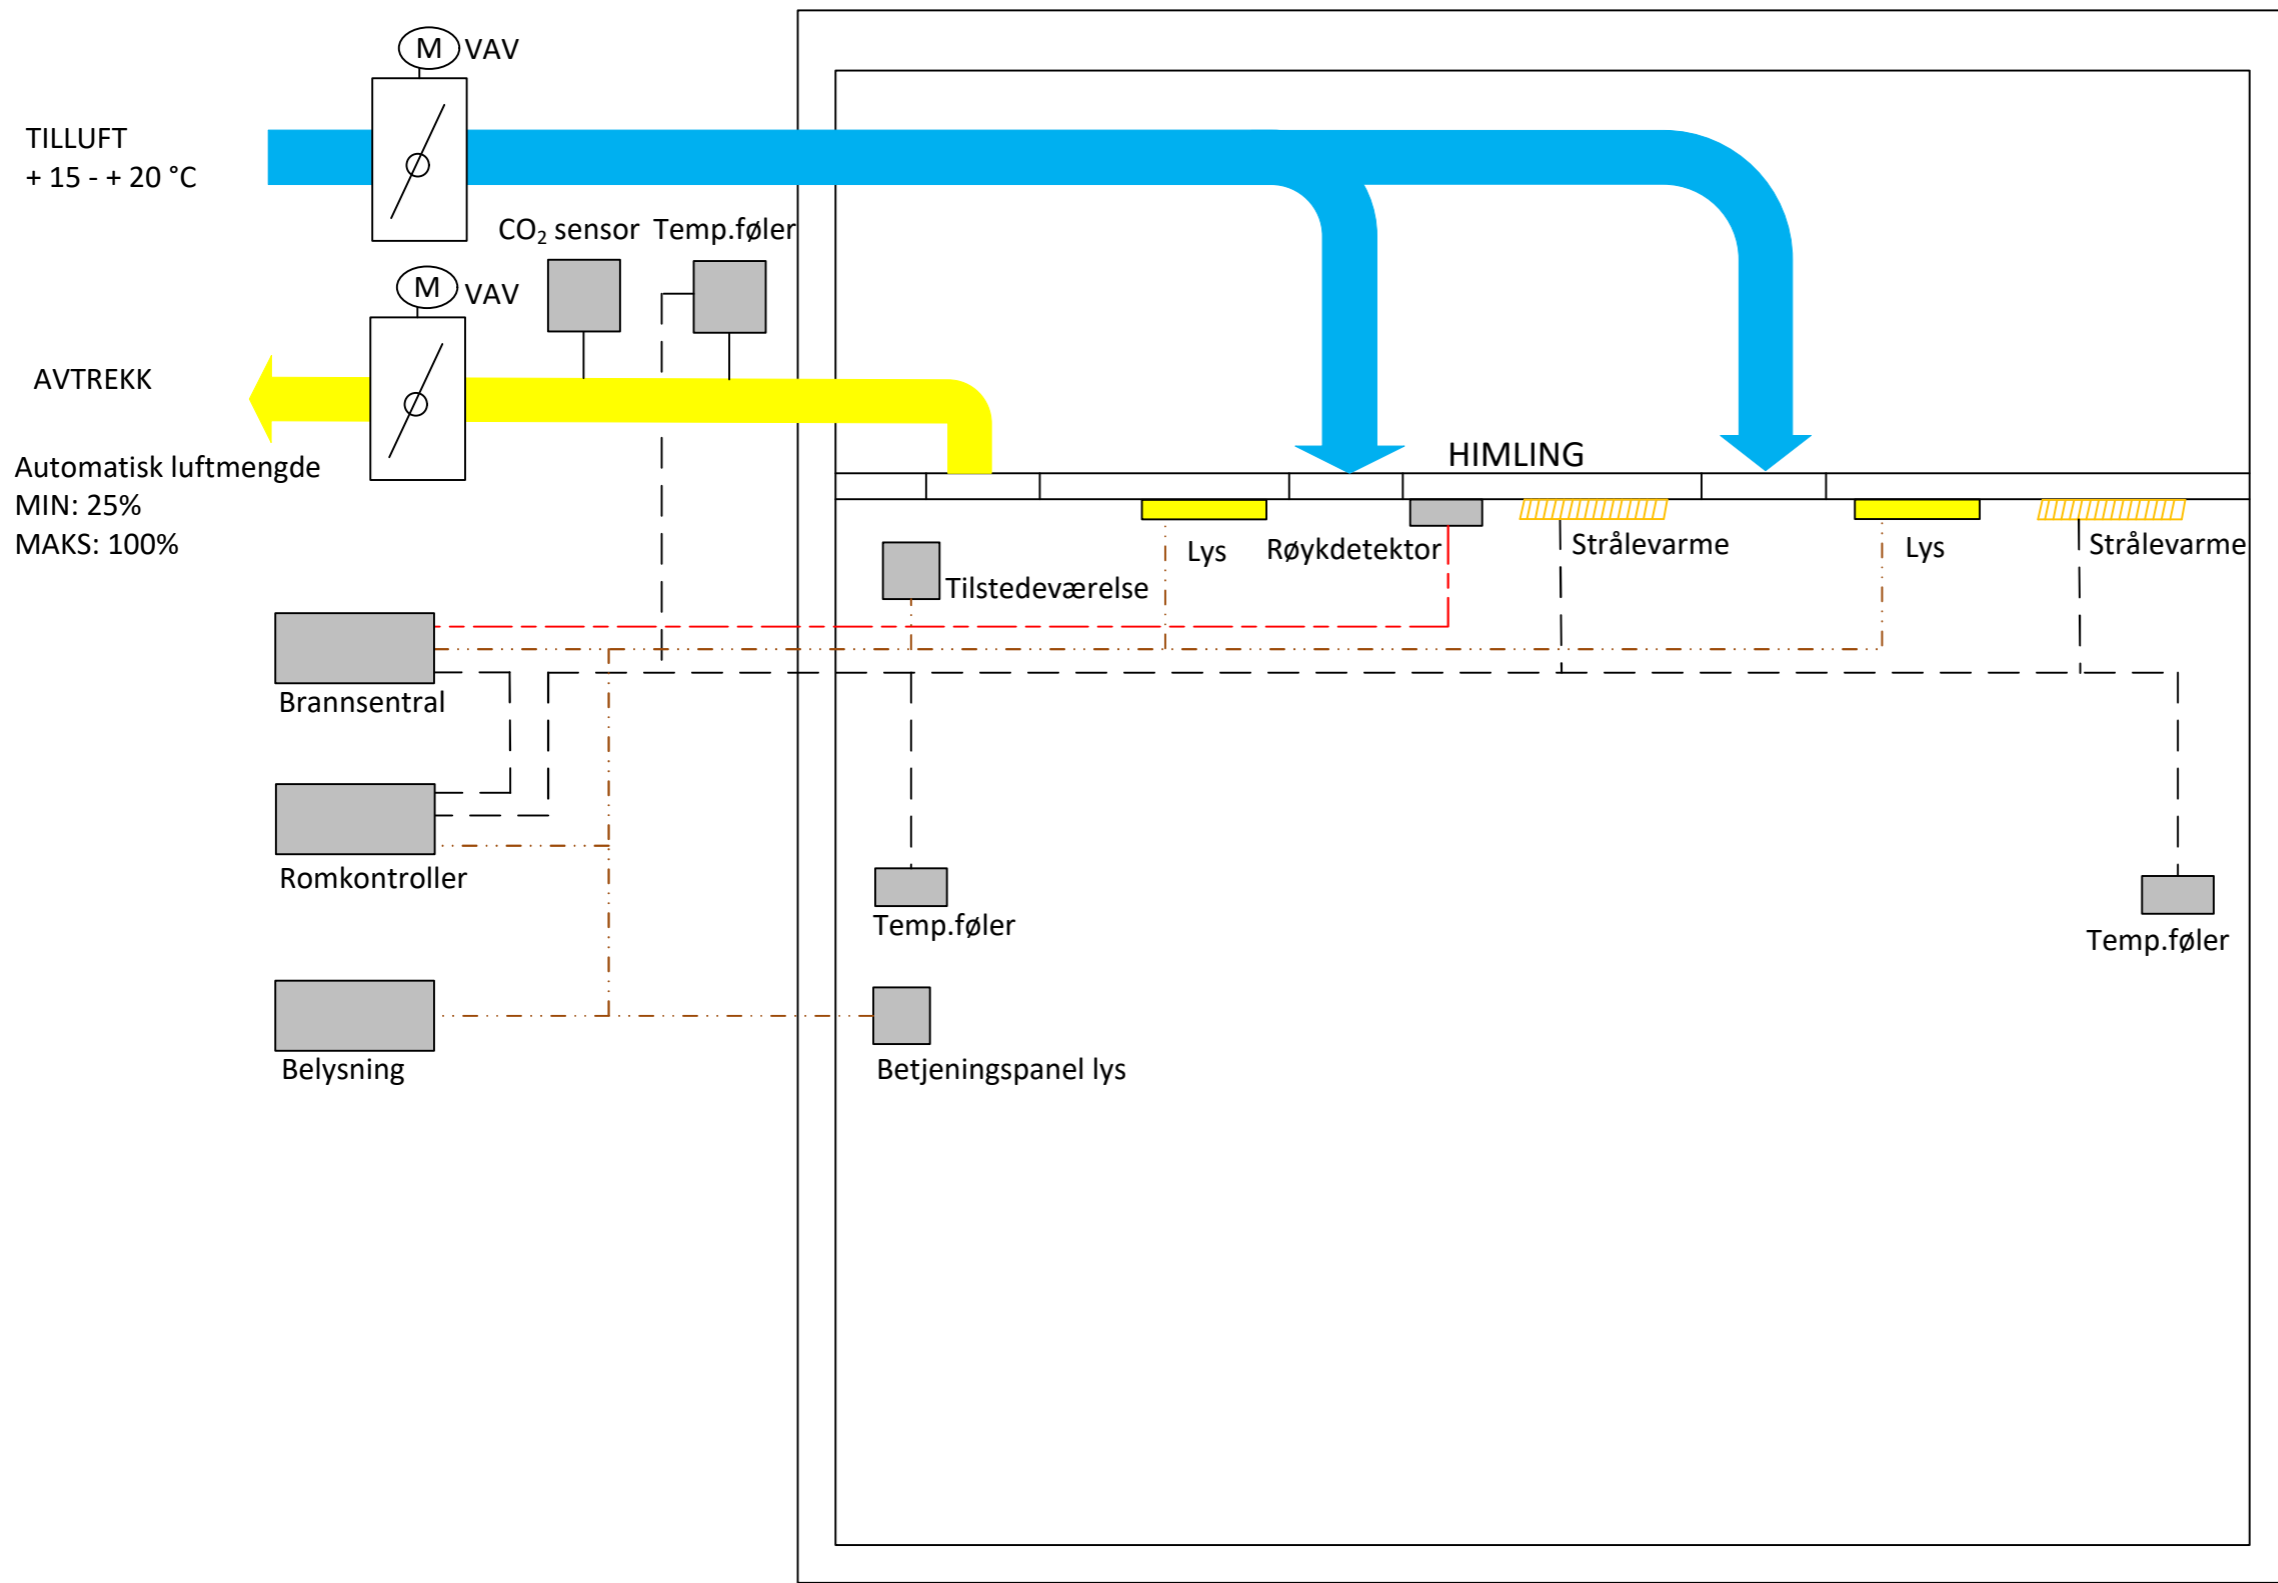 M VAV
TILLUFT
+ 15 - + 20 °C
CO₂ sensor
Temp.føler
M VAV
AVTREKK
Automatisk luftmengde
MIN: 25%
MAKS: 100%
HIMLING
Lys
Røykdetektor
Strålevarme
Lys
Strålevarme
Tilstedeværelse
Brannsentral
Romkontroller
Temp.føler
Temp.føler
Belysning
Betjeningspanel lys